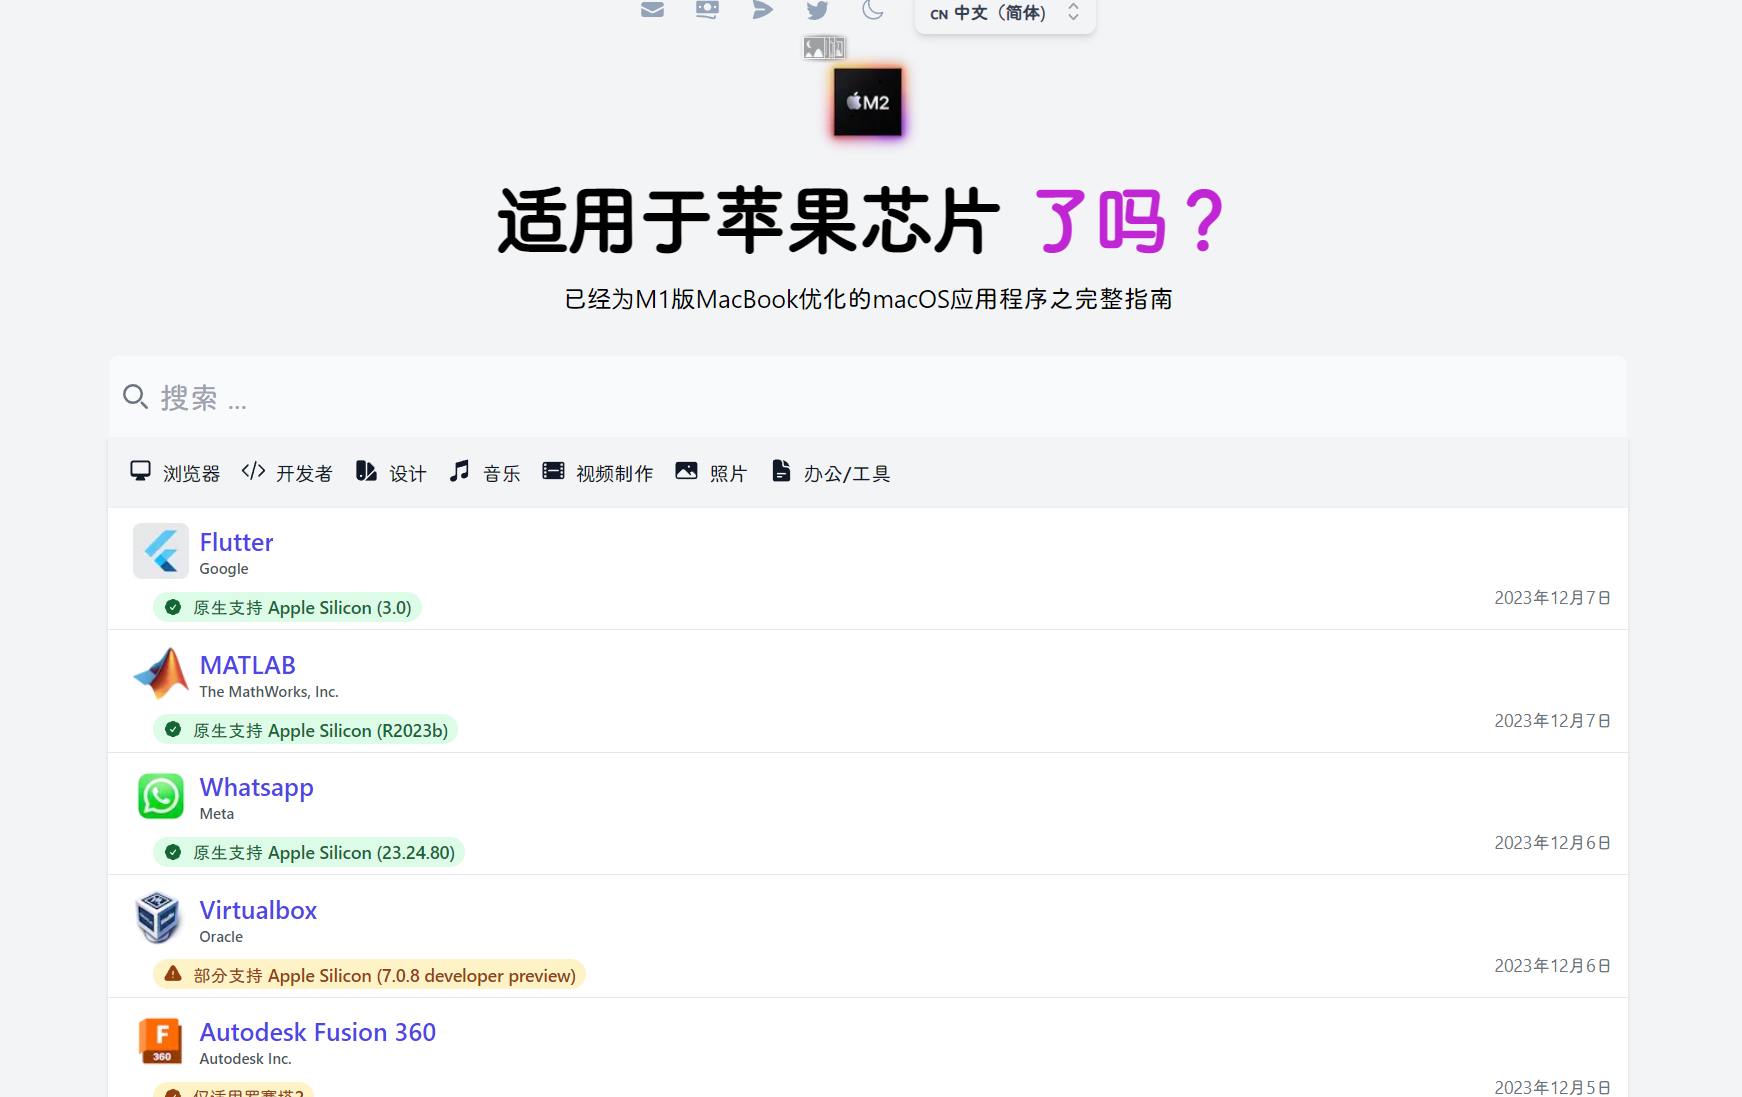 CN 中文（简体)
M2
适用于苹果芯片 了吗？
已经为M1版MacBook优化的macOS应用程序之完整指南
搜索 ...
浏览器 开发者 设计 音乐 视频制作 照片 办公/工具
Flutter
Google
原生支持 Apple Silicon (3.0)
2023年12月7日
MATLAB
The MathWorks, Inc.
原生支持 Apple Silicon (R2023b)
2023年12月7日
Whatsapp
Meta
原生支持 Apple Silicon (23.24.80)
2023年12月6日
Virtualbox
Oracle
部分支持 Apple Silicon (7.0.8 developer preview)
2023年12月6日
F
360
Autodesk Fusion 360
Autodesk Inc.
仅适用罗赛塔2
2023年12月5日